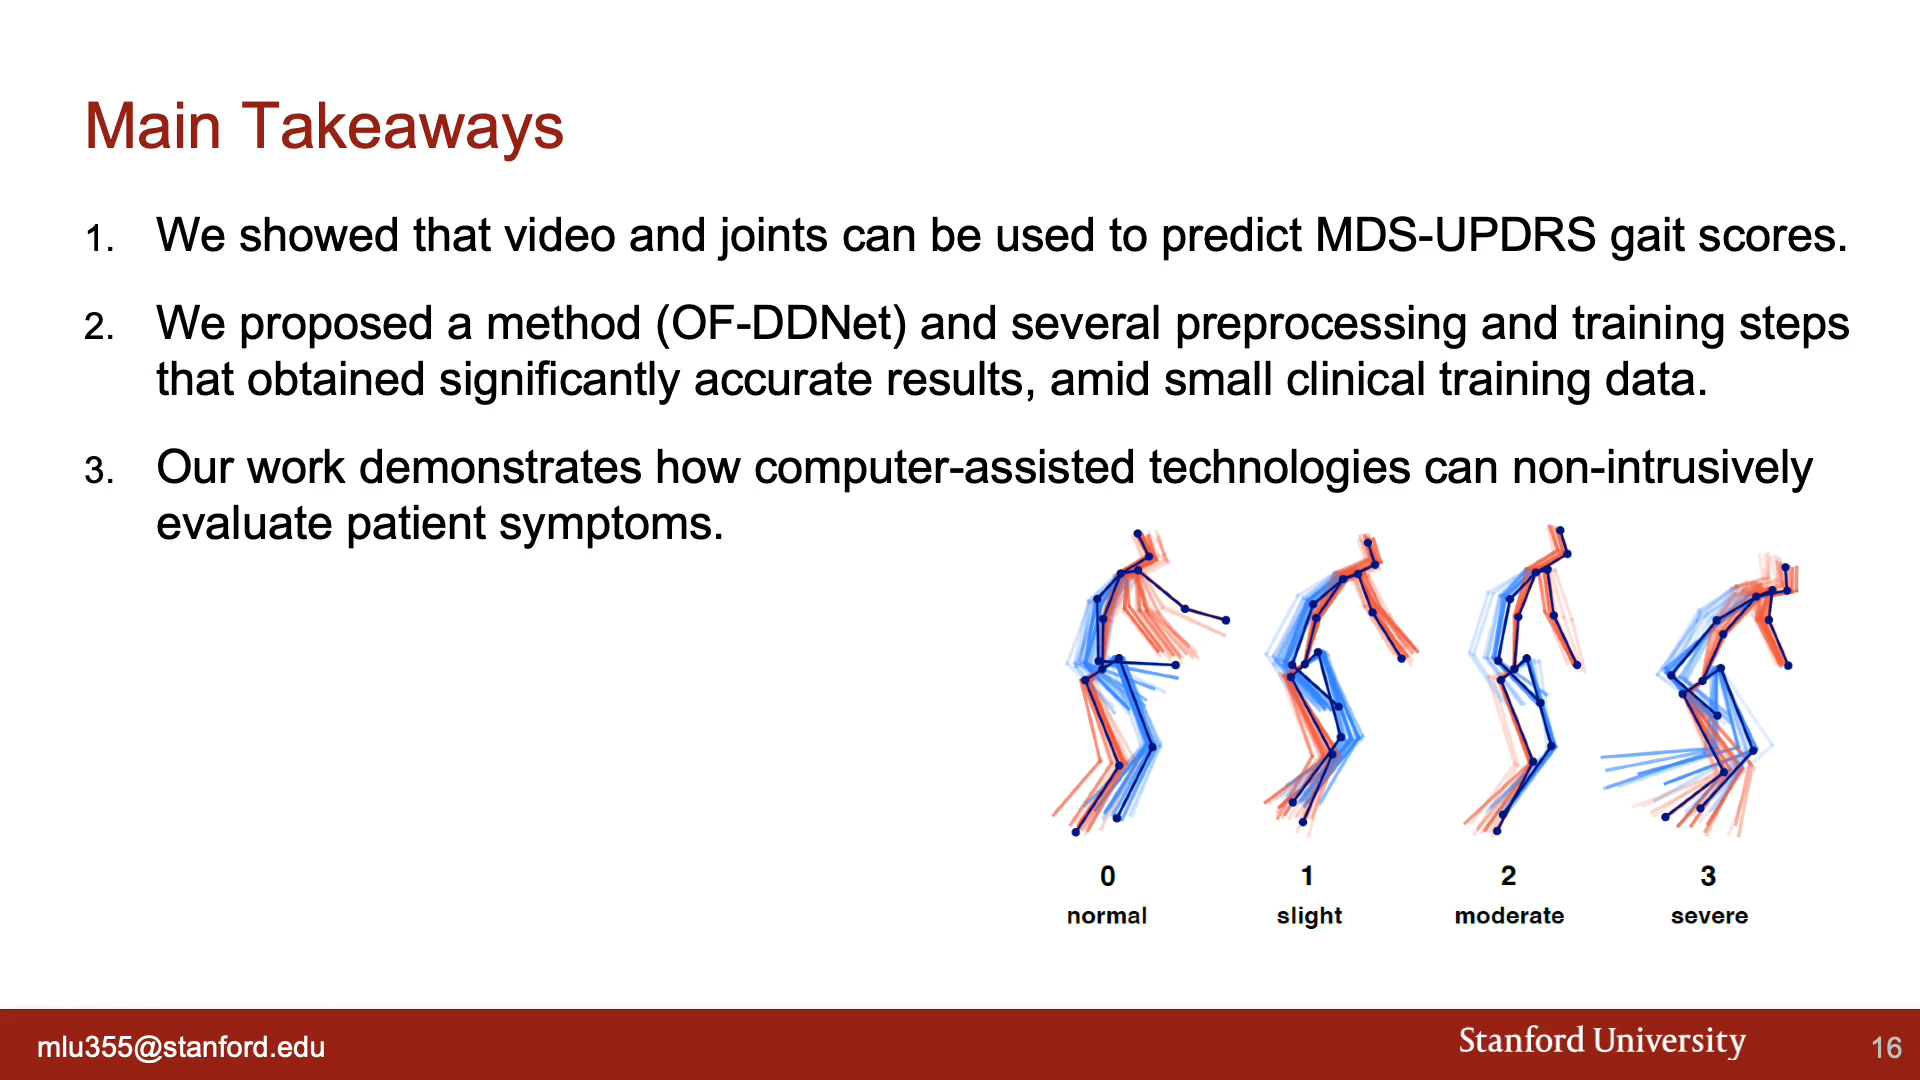 Main Takeaways
1. We showed that video and joints can be used to predict MDS-UPDRS gait scores.
2. We proposed a method (OF-DDNet) and several preprocessing and training steps
that obtained significantly accurate results, amid small clinical training data.
3. Our work demonstrates how computer-assisted technologies can non-intrusively
evaluate patient symptoms.
0 1 2 3
normal slight moderate severe
mlu355@stanford.edu Stanford University 16